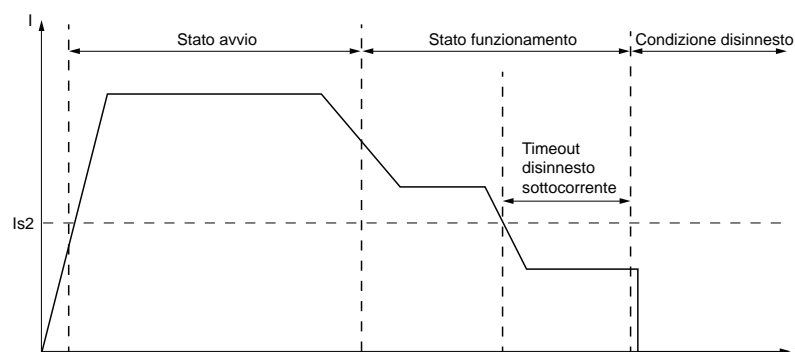 I
Stato avvio
Stato funzionamento
Condizione disinnesto
Timeout
disinnesto
sottocorrente
Is2